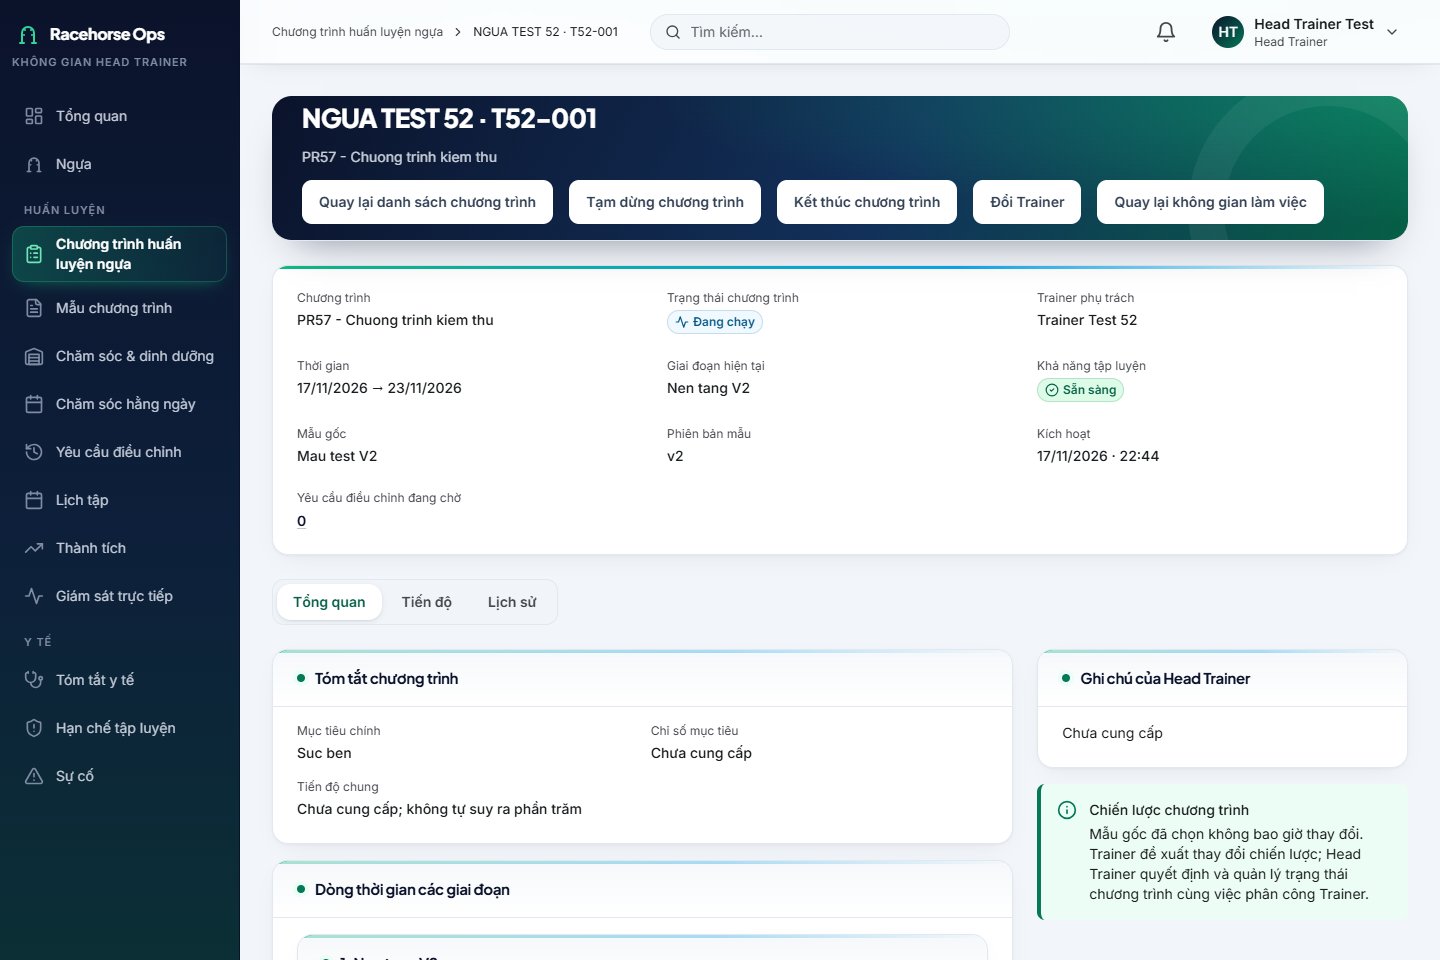 Racehorse Ops
KHÔNG GIAN HEAD TRAINER
Tổng quan
Ngựa
HUẤN LUYỆN
Chương trình huấn
luyện ngựa
Mẫu chương trình
Chăm sóc & dinh dưỡng
Chăm sóc hằng ngày
Yêu cầu điều chỉnh
Lịch tập
Thành tích
Giám sát trực tiếp
Y TẾ
Tóm tắt y tế
Hạn chế tập luyện
Sự cố
Chương trình huấn luyện ngựa > NGUA TEST 52 · T52-001
Tìm kiếm...
HT
Head Trainer Test
Head Trainer
NGUA TEST 52 · T52-001
PR57 - Chuong trinh kiem thu
Quay lại danh sách chương trình
Tạm dừng chương trình
Kết thúc chương trình
Đổi Trainer
Quay lại không gian làm việc
Chương trình
PR57 - Chuong trinh kiem thu
Trạng thái chương trình
Đang chạy
Trainer phụ trách
Trainer Test 52
Thời gian
17/11/2026 → 23/11/2026
Giai đoạn hiện tại
Nen tang V2
Khả năng tập luyện
Sẵn sàng
Mẫu gốc
Mau test V2
Phiên bản mẫu
v2
Kích hoạt
17/11/2026 · 22:44
Yêu cầu điều chỉnh đang chờ
0
Tổng quan
Tiến độ
Lịch sử
Tóm tắt chương trình
Mục tiêu chính
Suc ben
Chỉ số mục tiêu
Chưa cung cấp
Tiến độ chung
Chưa cung cấp; không tự suy ra phần trăm
Dòng thời gian các giai đoạn
Ghi chú của Head Trainer
Chưa cung cấp
Chiến lược chương trình
Mẫu gốc đã chọn không bao giờ thay đổi.
Trainer đề xuất thay đổi chiến lược; Head
Trainer quyết định và quản lý trạng thái
chương trình cùng việc phân công Trainer.